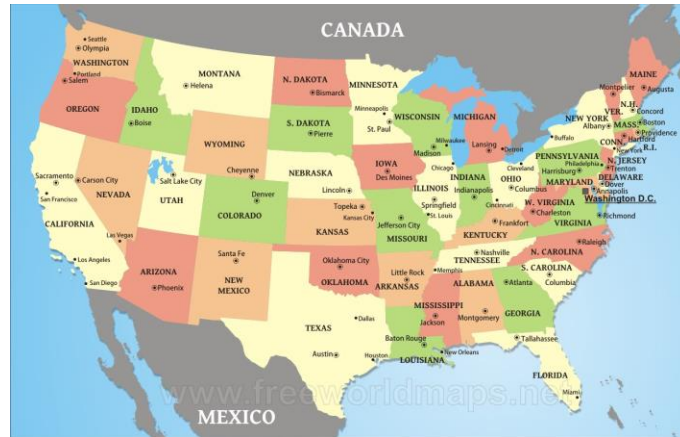 CANADA
Seattle
Olympia
WASHINGTON
Portland
Salem
OREGON
IDAHO
Boise
MONTANA
Helena
N. DAKOTA
Bismarck
S. DAKOTA
Pierre
WYOMING
Cheyenne
NEBRASKA
Lincoln
MINNESOTA
Minneapolis
St. Paul
WISCONSIN
Madison
Milwaukee
MICHIGAN
Lansing
Detroit
IOWA
Des Moines
Chicago
ILLINOIS
Springfield
St. Louis
INDIANA
Indianapolis
OHIO
Columbus
Cleveland
Cincinnati
MAINE
Augusta
Montpelier
VER.
N.H.
Concord
MASS.
Boston
Providence
Hartford
CONN.
R.I.
New York
NEW YORK
Albany
Buffalo
PENNSYLVANIA
Harrisburg
Philadelphia
N. JERSEY
Trenton
DELAWARE
Dover
MARYLAND
Annapolis
Washington D.C.
W. VIRGINIA
Charleston
VIRGINIA
Richmond
KENTUCKY
Frankfort
Sacramento
San Francisco
CALIFORNIA
Los Angeles
San Diego
Carson City
NEVADA
Las Vegas
Salt Lake City
UTAH
Denver
COLORADO
Topeka
Kansas City
KANSAS
Jefferson City
MISSOURI
ARIZONA
Phoenix
Santa Fe
NEW
MEXICO
Oklahoma City
OKLAHOMA
Little Rock
ARKANSAS
Memphis
Nashville
TENNESSEE
N. CAROLINA
Raleigh
S. CAROLINA
Columbia
MISSISSIPPI
Jackson
ALABAMA
Montgomery
Atlanta
GEORGIA
TEXAS
Dallas
Austin
Houston
Baton Rouge
New Orleans
LOUISIANA
Tallahassee
FLORIDA
Miami
www.freeworldmaps.net
MEXICO